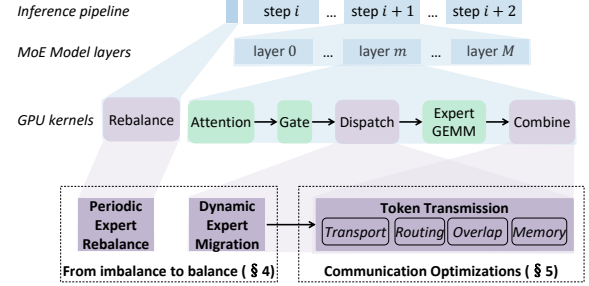 Inference pipeline step i ... step i + 1 ... step i + 2
MoE Model layers layer 0 ... layer m ... layer M
GPU kernels Rebalance Attention Gate Dispatch Expert GEMM Combine
Periodic Expert Rebalance
Dynamic Expert Migration
Token Transmission
Transport Routing Overlap Memory
From imbalance to balance ( § 4)
Communication Optimizations ( § 5)